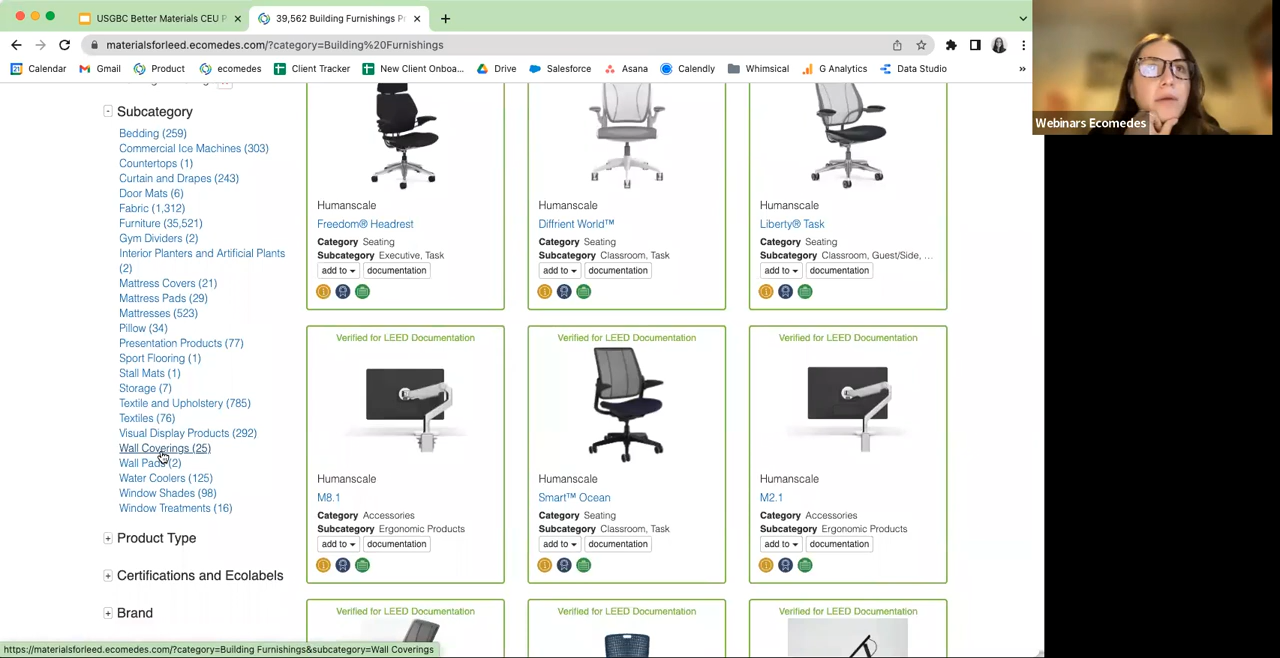 USGBC Better Materials CEU P
39,562 Building Furnishings P
materialsforleed.ecomedes.com/?category=Building%20Furnishings
Calendar
Gmail
Product
ecomedes
Client Tracker
New Client Onboa...
Drive
Salesforce
Asana
Calendly
Whimsical
G Analytics
Data Studio
»
Webinars Ecomedes
Subcategory
Bedding (259)
Commercial Ice Machines (303)
Countertops (1)
Curtain and Drapes (243)
Door Mats (6)
Fabric (1,312)
Furniture (35,521)
Gym Dividers (2)
Interior Planters and Artificial Plants
(2)
Mattress Covers (21)
Mattress Pads (29)
Mattresses (523)
Pillow (34)
Presentation Products (77)
Sport Flooring (1)
Stall Mats (1)
Storage (7)
Textile and Upholstery (785)
Textiles (76)
Visual Display Products (292)
Wall Coverings (25)
Wall Pads (2)
Water Coolers (125)
Window Shades (98)
Window Treatments (16)
Product Type
Certifications and Ecolabels
Brand
Humanscale
Freedom® Headrest
Category Seating
Subcategory Executive, Task
add to
documentation
Humanscale
Diffrient World™
Category Seating
Subcategory Classroom, Task
add to
documentation
Humanscale
Liberty® Task
Category Seating
Subcategory Classroom, Guest/Side, ...
add to
documentation
Verified for LEED Documentation
Humanscale
M8.1
Category Accessories
Subcategory Ergonomic Products
add to
documentation
Verified for LEED Documentation
Humanscale
Smart™ Ocean
Category Seating
Subcategory Classroom, Task
add to
documentation
Verified for LEED Documentation
Humanscale
M2.1
Category Accessories
Subcategory Ergonomic Products
add to
documentation
Verified for LEED Documentation
Verified for LEED Documentation
Verified for LEED Documentation
https://materialsforleed.ecomedes.com/?category=Building Furnishings&subcategory=Wall Coverings